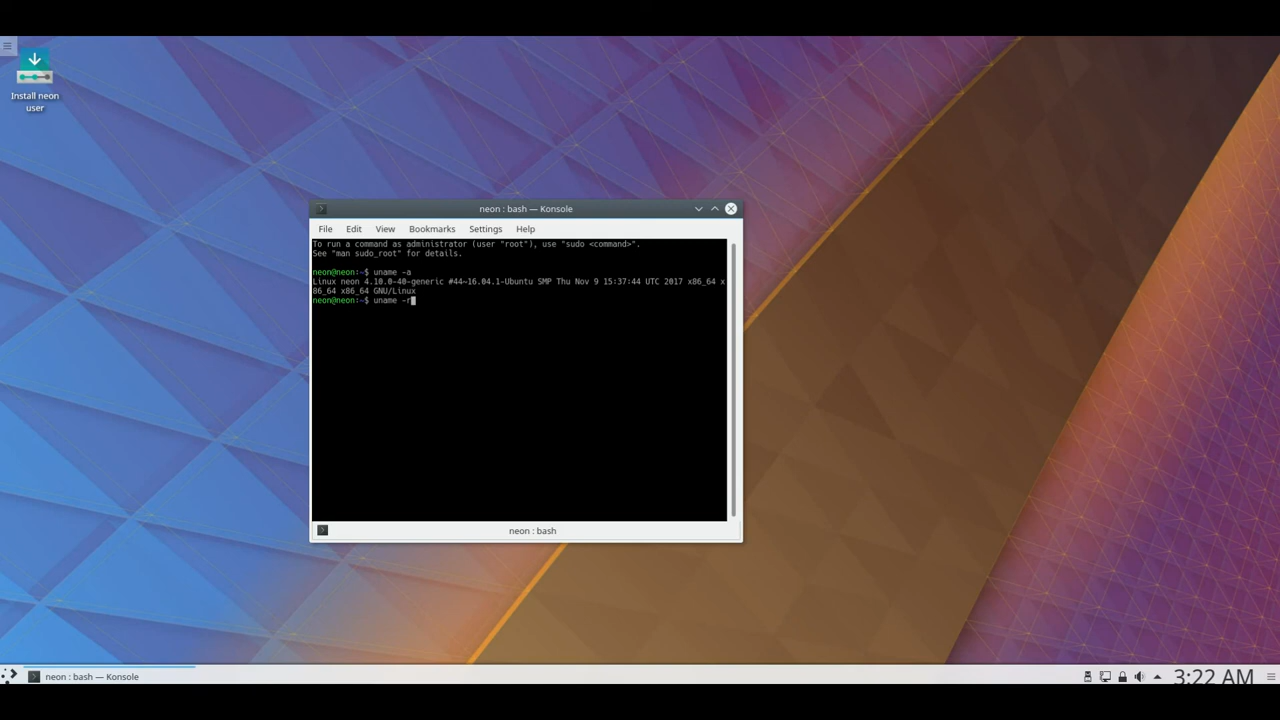 Install neon
user
neon : bash — Konsole
File Edit View Bookmarks Settings Help
To run a command as administrator (user "root"), use "sudo <command>".
See "man sudo_root" for details.
neon@neon:~$ uname -a
Linux neon 4.10.0-40-generic #44~16.04.1-Ubuntu SMP Thu Nov 9 15:37:44 UTC 2017 x86_64 x
86_64 x86_64 GNU/Linux
neon@neon:~$ uname -r
neon : bash
neon : bash — Konsole
3:22 AM